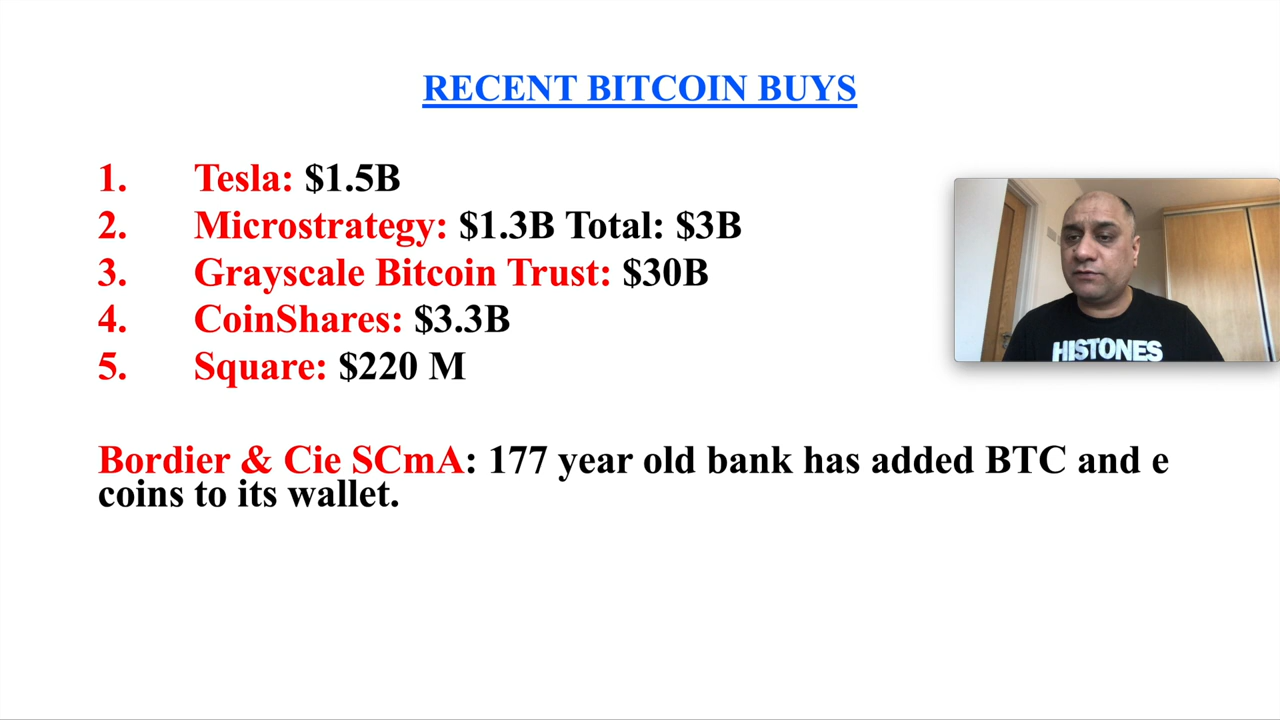 RECENT BITCOIN BUYS
1. Tesla: $1.5B
2. Microstrategy: $1.3B Total: $3B
3. Grayscale Bitcoin Trust: $30B
4. CoinShares: $3.3B
5. Square: $220 M
HISTONES
Bordier & Cie SCmA: 177 year old bank has added BTC and e
coins to its wallet.